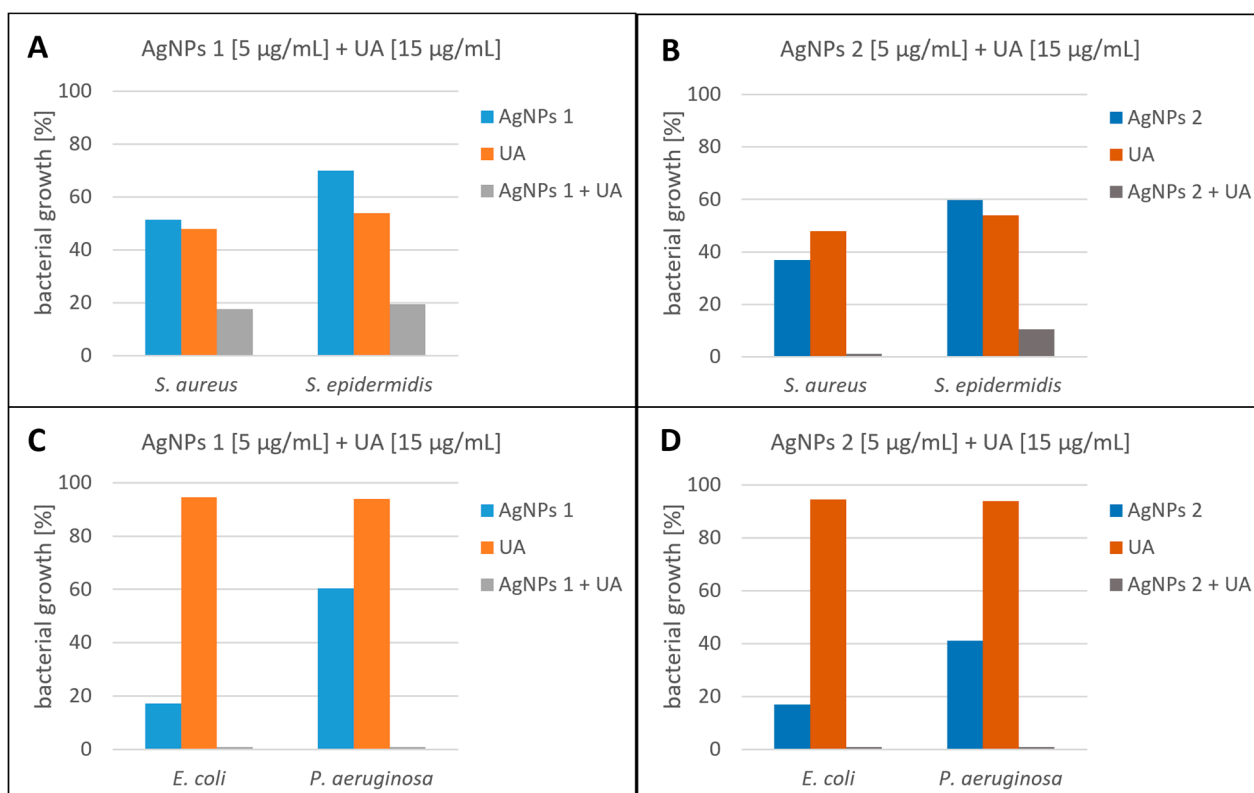 A
AgNPs 1 [5 µg/mL] + UA [15 µg/mL]
bacterial growth [%]
100
80
60
40
20
0
S. aureus
S. epidermidis
AgNPs 1
UA
AgNPs 1 + UA
B
AgNPs 2 [5 µg/mL] + UA [15 µg/mL]
bacterial growth [%]
100
80
60
40
20
0
S. aureus
S. epidermidis
AgNPs 2
UA
AgNPs 2 + UA
C
AgNPs 1 [5 µg/mL] + UA [15 µg/mL]
bacterial growth [%]
100
80
60
40
20
0
E. coli
P. aeruginosa
AgNPs 1
UA
AgNPs 1 + UA
D
AgNPs 2 [5 µg/mL] + UA [15 µg/mL]
bacterial growth [%]
100
80
60
40
20
0
E. coli
P. aeruginosa
AgNPs 2
UA
AgNPs 2 + UA